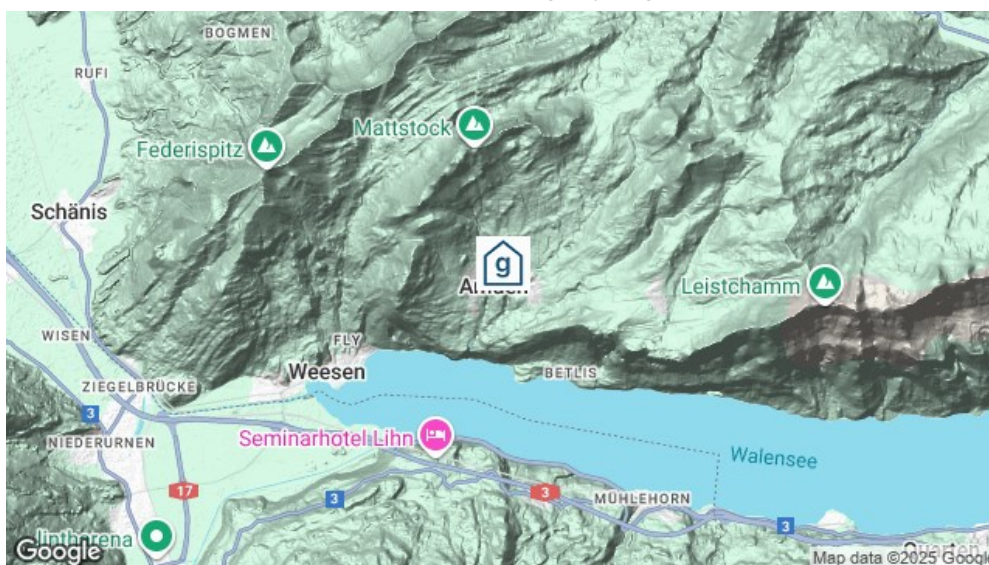 BOGMEN
RUFI
Mattstock
Federispitz
Schänis
g
Leistchamm
WISEN
FLY
Weesen
BETLIS
ZIEGELBRÜCKE
3
NIEDERURNEN
Seminarhotel Lihn
Walensee
17
3
3
MÜHLEHORN
3
Google
Map data ©2025 Google